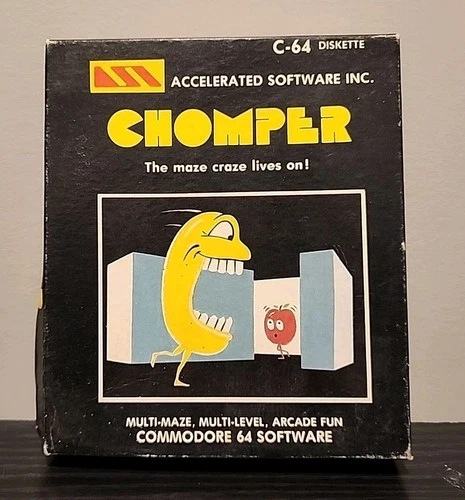 C-64 DISKETTE
ACCELERATED SOFTWARE INC.
CHOMPER
The maze craze lives on!
MULTI-MAZE, MULTI-LEVEL, ARCADE FUN
COMMODORE 64 SOFTWARE